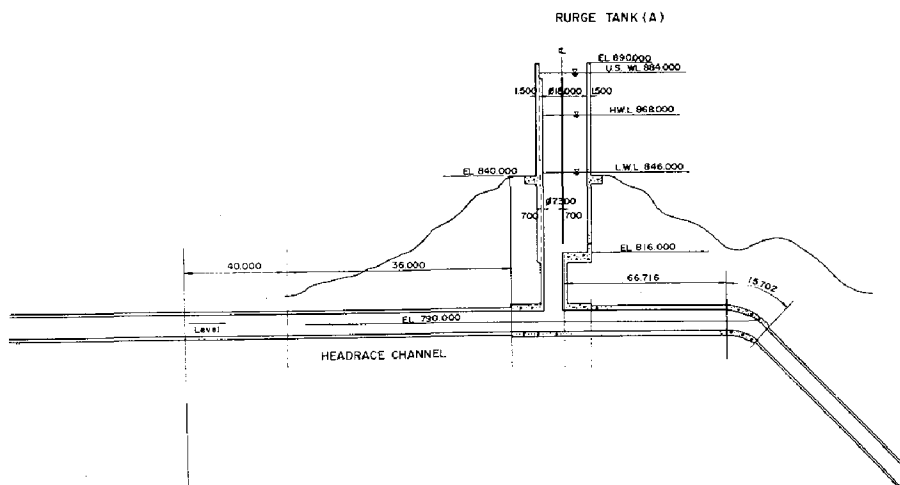 RURGE TANK (A)
EL 890.000
U.S. WL 884.000
1.500 Ø18.000 1.500
H.W.L 868.000
L.W.L 846.000
EL 840.000
Ø7.300
700 700
EL 816.000
40.000 36.000 66.716
15.702
EL 790.000
Level
HEADRACE CHANNEL